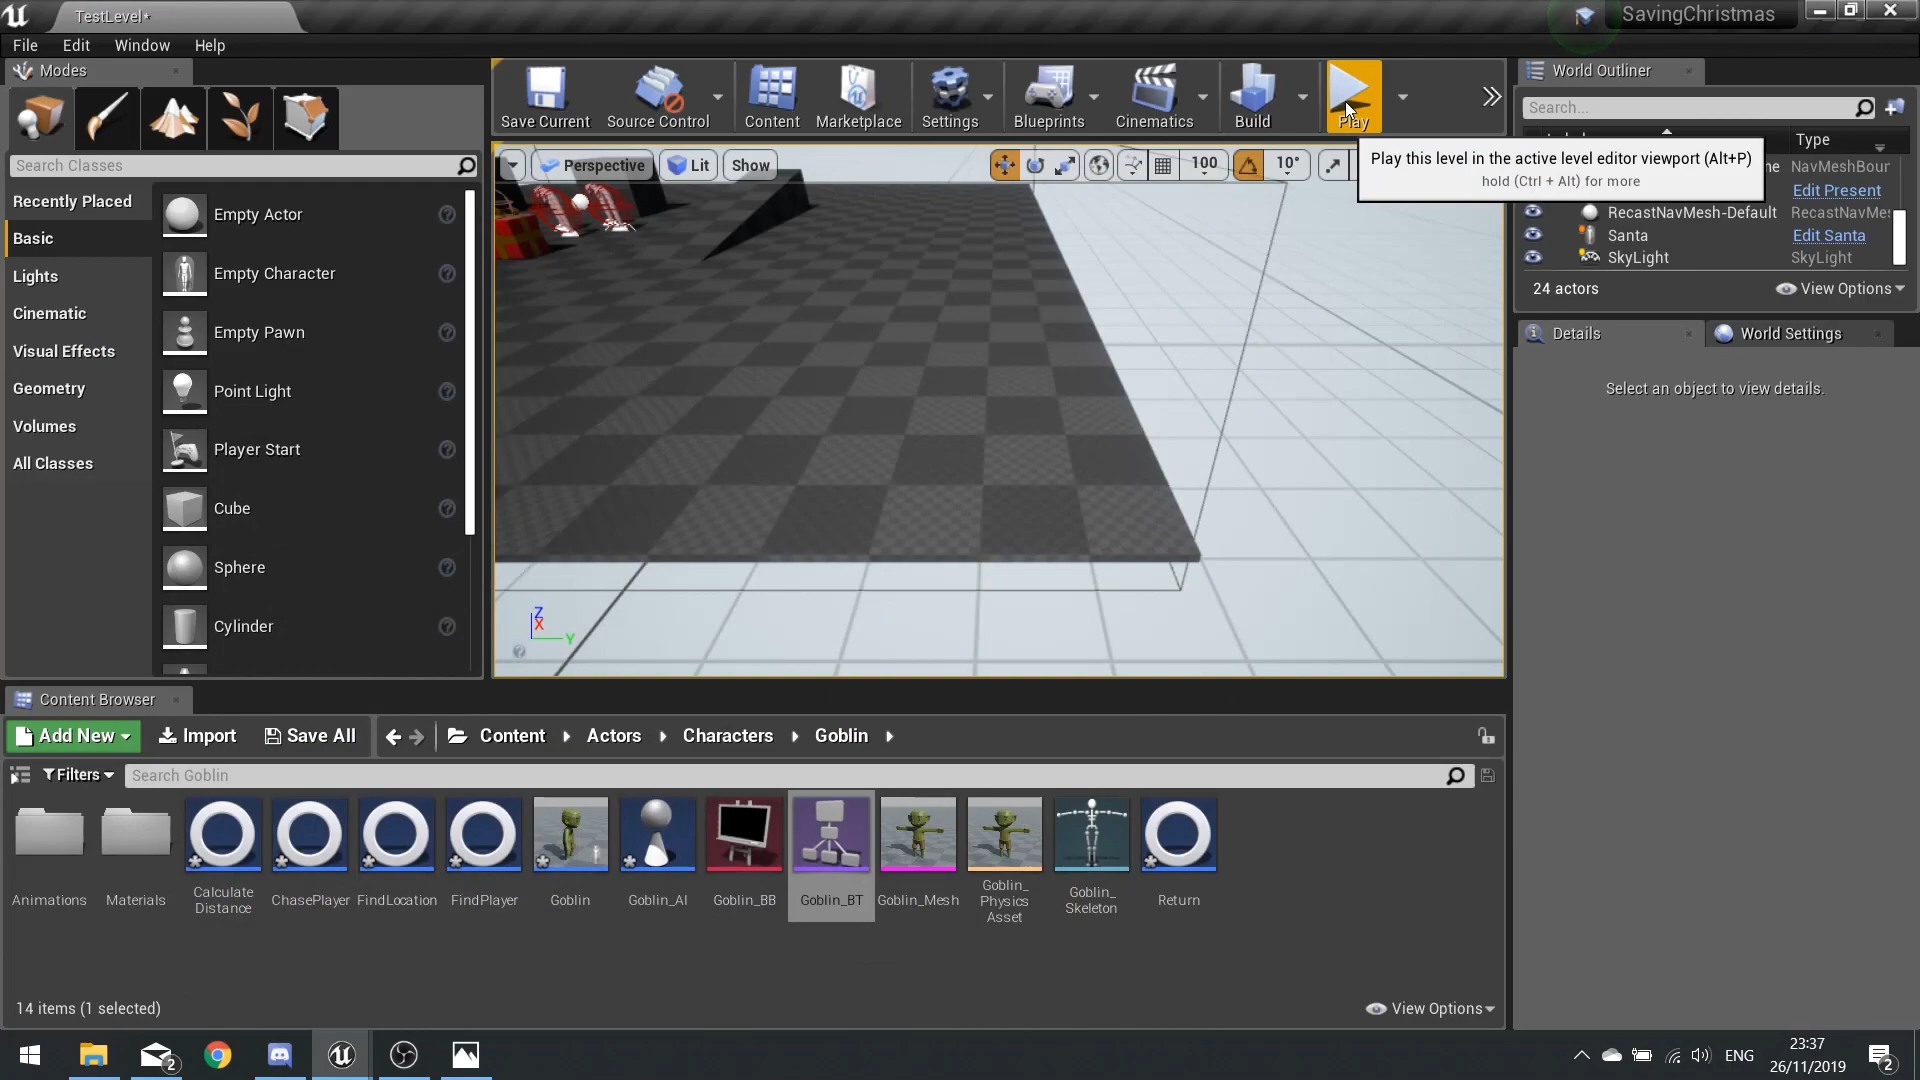 TestLevel*
SavingChristmas
File Edit Window Help
Modes
Search Classes
Recently Placed
Basic
Lights
Cinematic
Visual Effects
Geometry
Volumes
All Classes
Empty Actor
Empty Character
Empty Pawn
Point Light
Player Start
Cube
Sphere
Cylinder
Save Current
Source Control
Content
Marketplace
Settings
Blueprints
Cinematics
Build
Play
Perspective
Lit
Show
100
10°
Play this level in the active level editor viewport (Alt+P)
hold (Ctrl + Alt) for more
Z
X
Y
World Outliner
Search...
Type
NavMeshBoun
Edit Present
RecastNavMesh-Default RecastNavMes
Santa Edit Santa
SkyLight SkyLight
24 actors
View Options
Details
World Settings
Select an object to view details.
Content Browser
Add New
Import
Save All
Content
Actors
Characters
Goblin
Filters
Search Goblin
Animations
Materials
Calculate
Distance
ChasePlayer
FindLocation
FindPlayer
Goblin
Goblin_AI
Goblin_BB
Goblin_BT
Goblin_Mesh
Goblin_
Physics
Asset
Goblin_
Skeleton
Return
14 items (1 selected)
View Options
2
ENG
23:37
26/11/2019
2